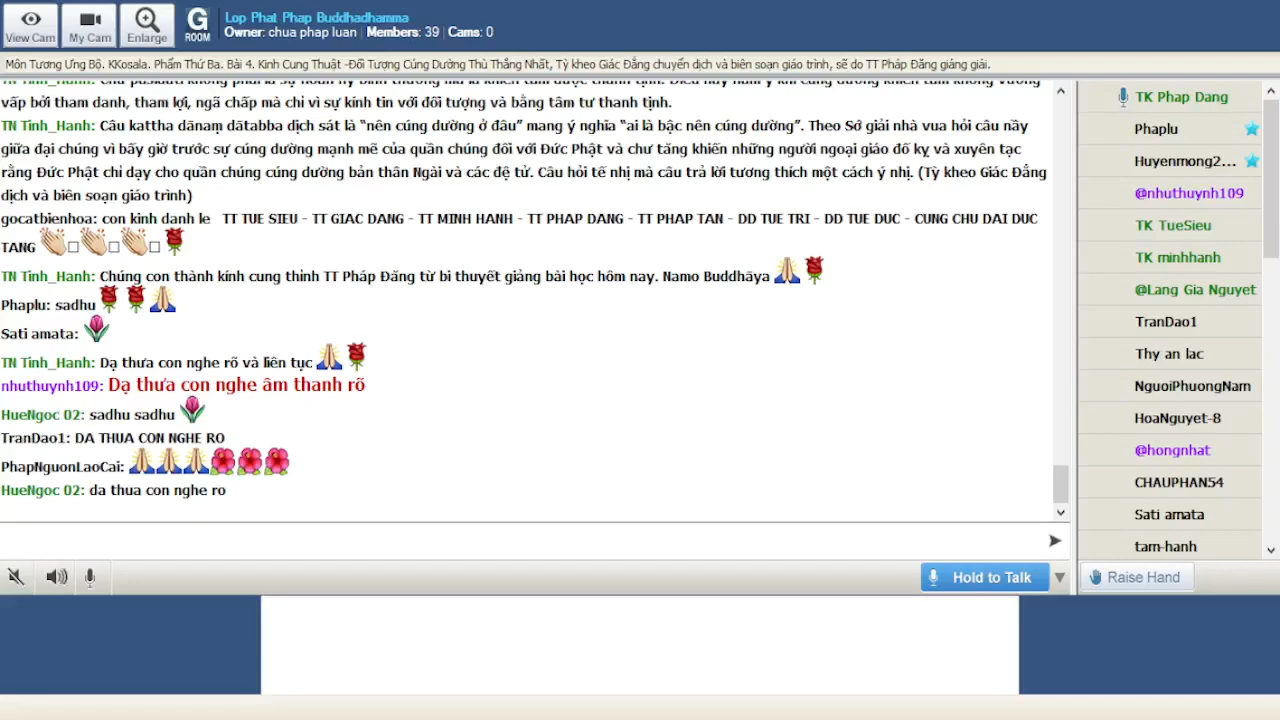 View Cam
My Cam
Enlarge
G
ROOM
Lop Phat Phap Buddhadhamma
Owner: chua phap luan | Members: 39 | Cams: 0
Môn Tương Ưng Bộ. KKosala. Phẩm Thứ Ba. Bài 4. Kinh Cung Thuật -Đối Tượng Cúng Dường Thù Thắng Nhất, Tỳ kheo Giác Đẳng chuyển dịch và biên soạn giáo trình, sẽ do TT Pháp Đăng giảng giải.
vấp bởi tham danh, tham lợi, ngã chấp mà chỉ vì sự kính tin với đối tượng và bằng tâm tư thanh tịnh.
TN Tinh_Hanh: Câu kattha dānaṃ dātabba dịch sát là “nên cúng dường ở đâu” mang ý nghĩa “ai là bậc nên cúng dường”. Theo Sớ giải nhà vua hỏi câu nầy
giữa đại chúng vì bấy giờ trước sự cúng dường mạnh mẽ của quần chúng đối với Đức Phật và chư tăng khiến những người ngoại giáo đố kỵ và xuyên tạc
rằng Đức Phật chỉ dạy cho quần chúng cúng dường bản thân Ngài và các đệ tử. Câu hỏi tế nhị mà câu trả lời tương thích một cách ý nhị. (Tỳ kheo Giác Đẳng
dịch và biên soạn giáo trình)
gocatbienhoa: con kinh danh le TT TUE SIEU - TT GIAC DANG - TT MINH HANH - TT PHAP DANG - TT PHAP TAN - DD TUE TRI - DD TUE DUC - CUNG CHU DAI DUC
TANG 👏□👏□👏□ 🌹
TN Tinh_Hanh: Chúng con thành kính cung thỉnh TT Pháp Đăng từ bi thuyết giảng bài học hôm nay. Namo Buddhāya 🙏🌹
Phaplu: sadhu 🌹🌹🙏
Sati amata: 🌷
TN Tinh_Hanh: Dạ thưa con nghe rõ và liên tục 🙏🌹
nhuthuynh109: Dạ thưa con nghe âm thanh rõ
HueNgoc 02: sadhu sadhu 🌷
TranDao1: DA THUA CON NGHE RO
PhapNguonLaoCai: 🙏🙏🙏🌺🌺🌺
HueNgoc 02: da thua con nghe ro
TK Phap Dang
Phaplu
Huyenmong2...
@nhuthuynh109
TK TueSieu
TK minhhanh
@Lang Gia Nguyet
TranDao1
Thy an lac
NguoiPhuongNam
HoaNguyet-8
@hongnhat
CHAUPHAN54
Sati amata
tam-hanh
Hold to Talk
Raise Hand